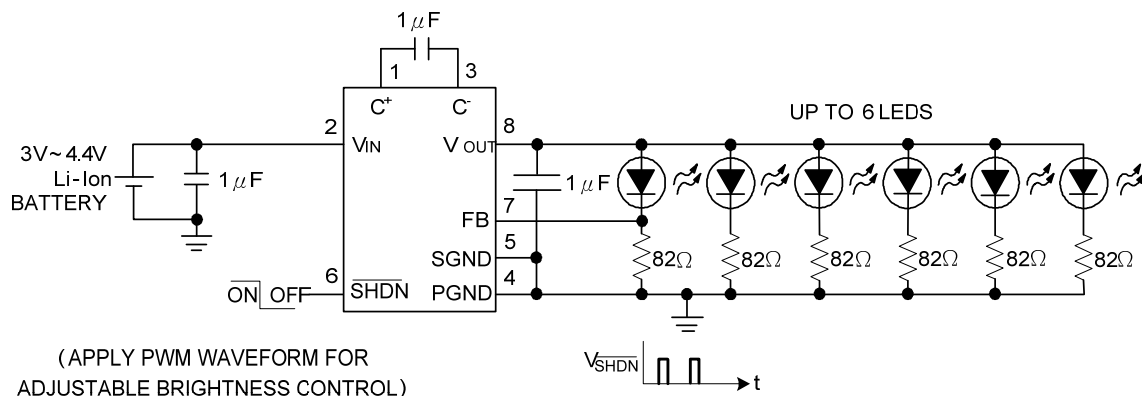 1μF
1
3
C+
C-
UP TO 6 LEDS
2
8
VIN
VOUT
3V~4.4V
Li-Ion
BATTERY
1μF
1μF
7
FB
5
SGND
82Ω
82Ω
82Ω
82Ω
82Ω
82Ω
6
4
ON OFF
SHDN
PGND
(APPLY PWM WAVEFORM FOR
ADJUSTABLE BRIGHTNESS CONTROL)
VSHDN
t